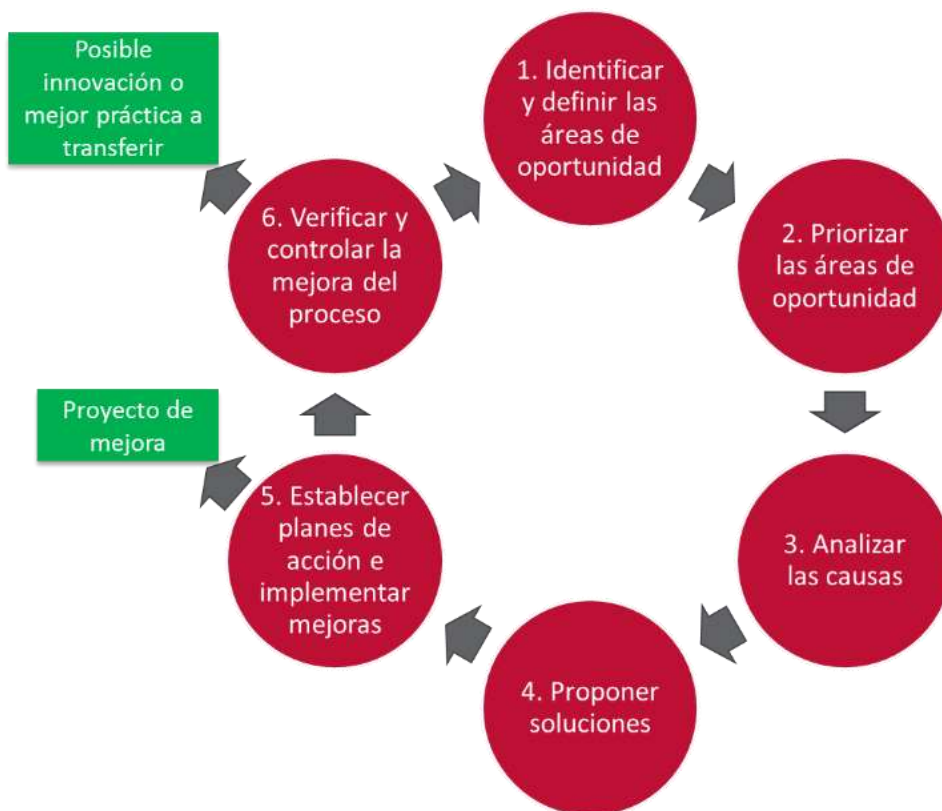 Posible
innovación o
mejor práctica a
transferir
1. Identificar
y definir las
áreas de
oportunidad
2. Priorizar
las áreas de
oportunidad
3. Analizar
las causas
4. Proponer
soluciones
5. Establecer
planes de
acción e
implementar
mejoras
Proyecto de
mejora
6. Verificar y
controlar la
mejora del
proceso